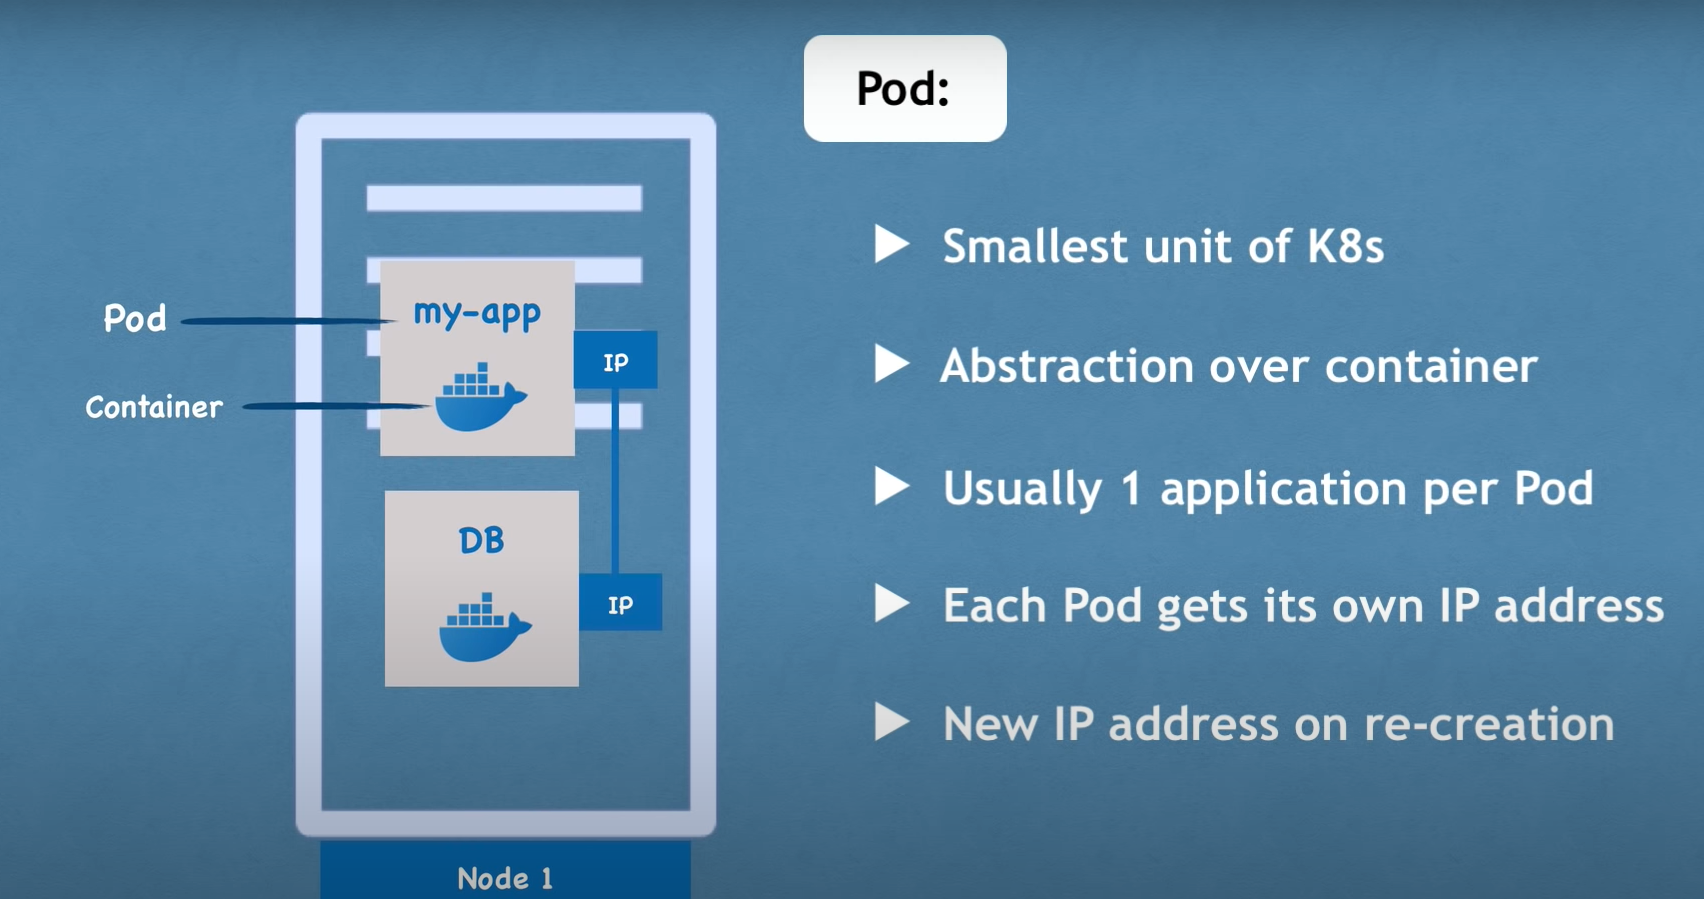 Pod:
Smallest unit of K8s
Abstraction over container
Usually 1 application per Pod
Each Pod gets its own IP address
New IP address on re-creation
Pod
Container
my-app
IP
DB
IP
Node 1